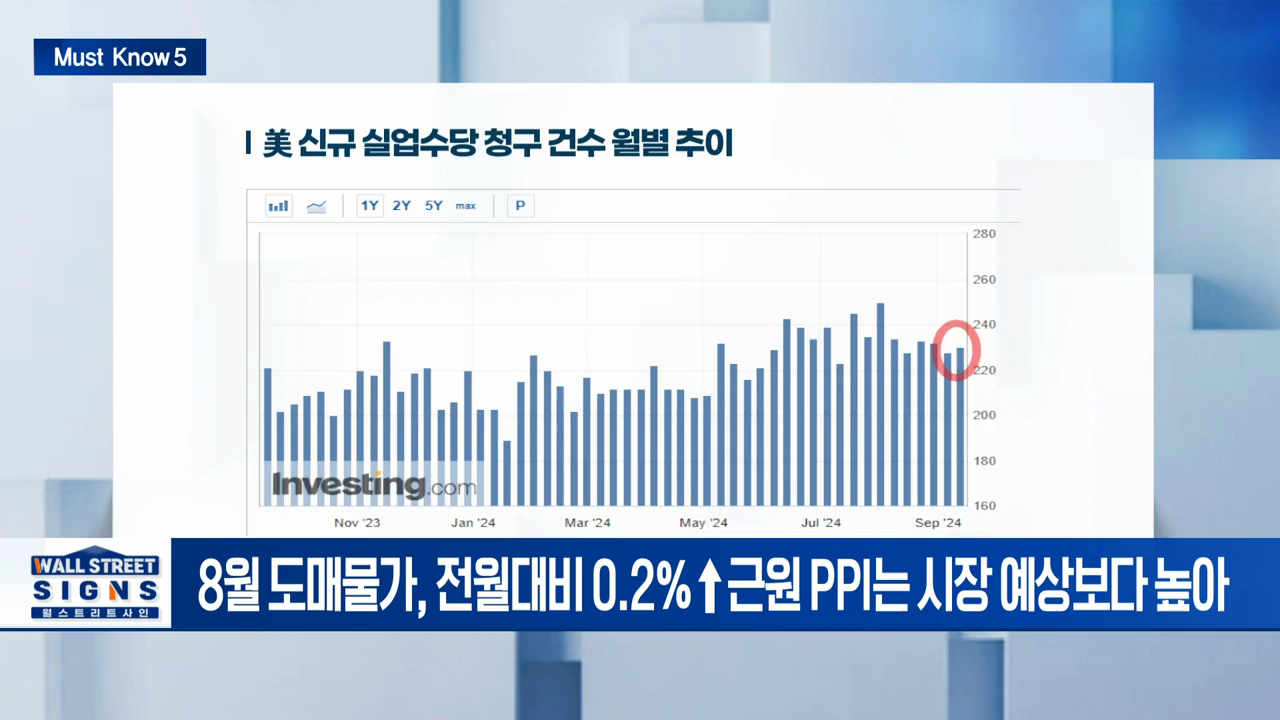 Must Know 5
美 신규 실업수당 청구 건수 월별 추이
1Y 2Y 5Y max P
280
260
240
220
200
180
160
Investing.com
Nov '23 Jan '24 Mar '24 May '24 Jul '24 Sep '24
WALL STREET
SIGNS
월스트리트사인
8월 도매물가, 전월대비 0.2%↑근원 PPI는 시장 예상보다 높아